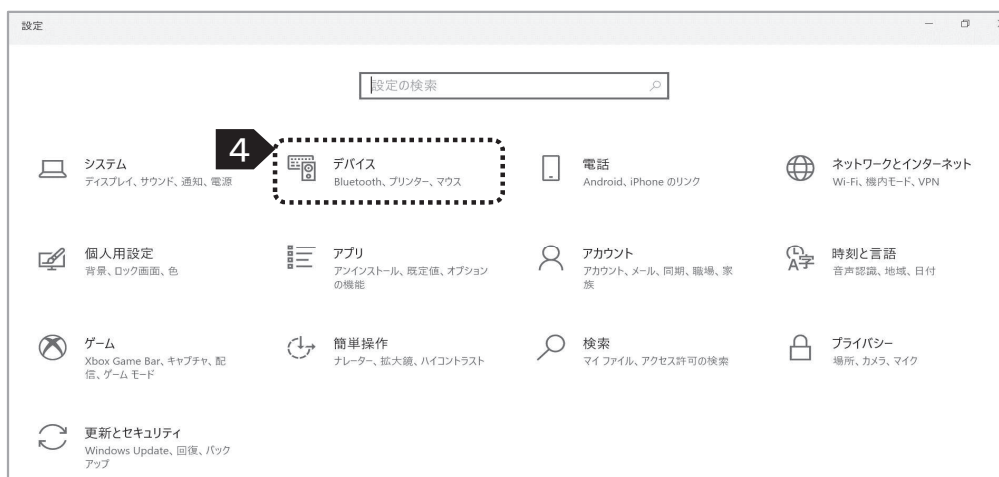 設定
設定の検索
4
システム
ディスプレイ、サウンド、通知、電源
デバイス
Bluetooth、プリンター、マウス
電話
Android、iPhone のリンク
ネットワークとインターネット
Wi-Fi、機内モード、VPN
個人用設定
背景、ロック画面、色
アプリ
アンインストール、既定値、オプション
の機能
アカウント
アカウント、メール、同期、職場、家
族
時刻と言語
音声認識、地域、日付
ゲーム
Xbox Game Bar、キャプチャ、配
信、ゲーム モード
簡単操作
ナレーター、拡大鏡、ハイコントラスト
検索
マイ ファイル、アクセス許可の検索
プライバシー
場所、カメラ、マイク
更新とセキュリティ
Windows Update、回復、バック
アップ